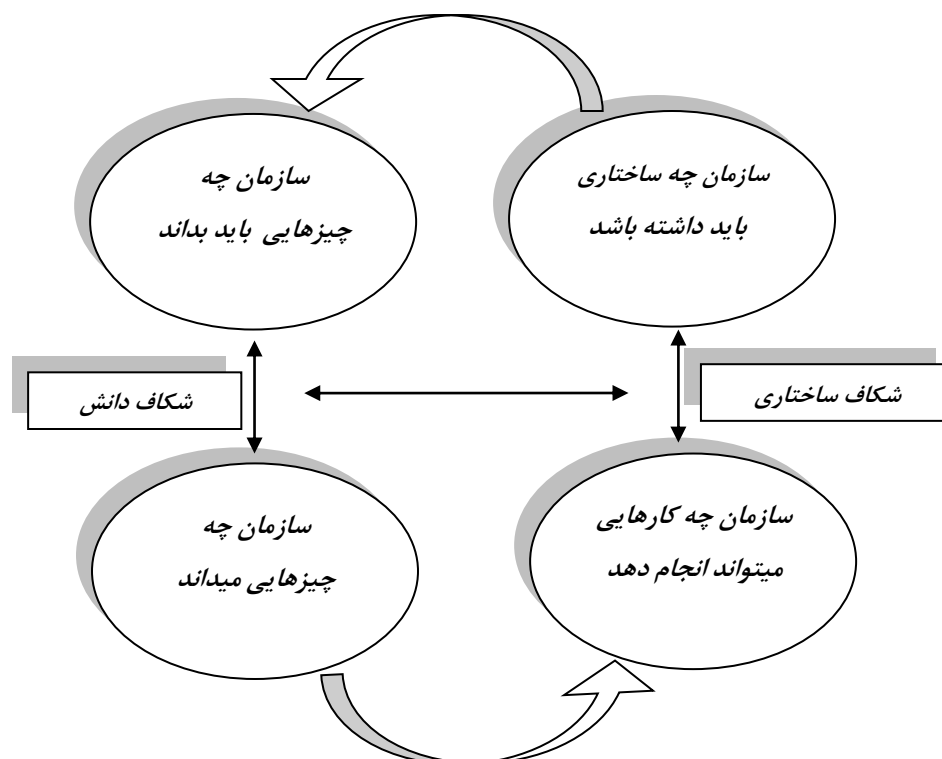 سازمان چه ساختاری
باید داشته باشد
سازمان چه
چیزهایی باید بداند
شکاف ساختاری
شکاف دانش
سازمان چه کارهایی
میتواند انجام دهد
سازمان چه
چیزهایی میداند